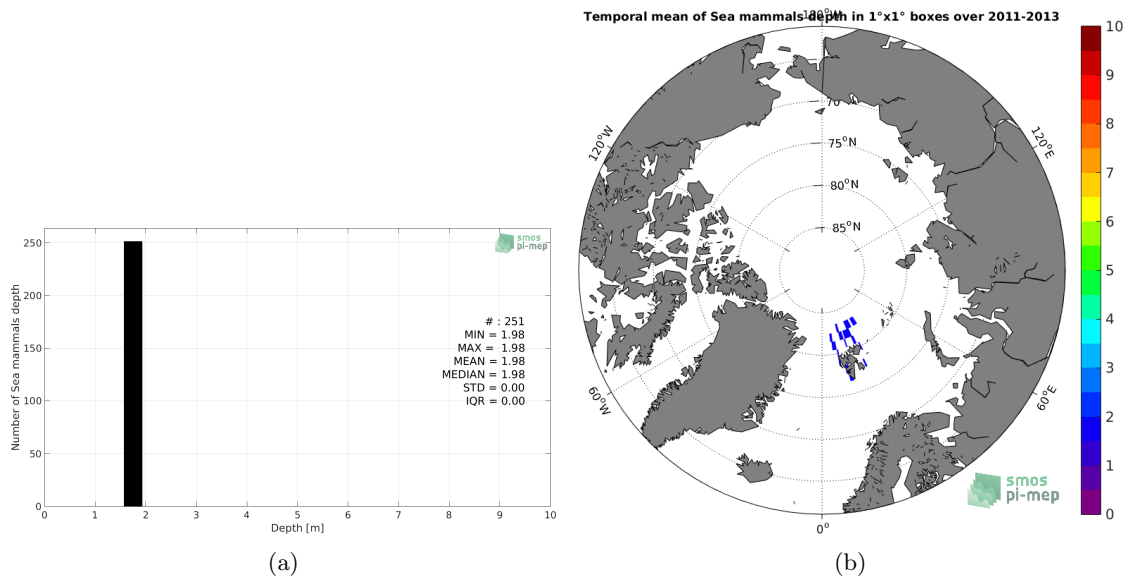 Number of Sea mammals depth
250
200
150
100
50
0
0 1 2 3 4 5 6 7 8 9 10
Depth [m]
smos
pi-mep
# : 251
MIN = 1.98
MAX = 1.98
MEAN = 1.98
MEDIAN = 1.98
STD = 0.00
IQR = 0.00
(a)
Temporal mean of Sea mammals depth in 1°x1° boxes over 2011-2013
180°W
120°W
120°E
70
75°N
80°N
85°N
60°W
60°E
0°
smos
pi-mep
10
9
8
7
6
5
4
3
2
1
0
(b)